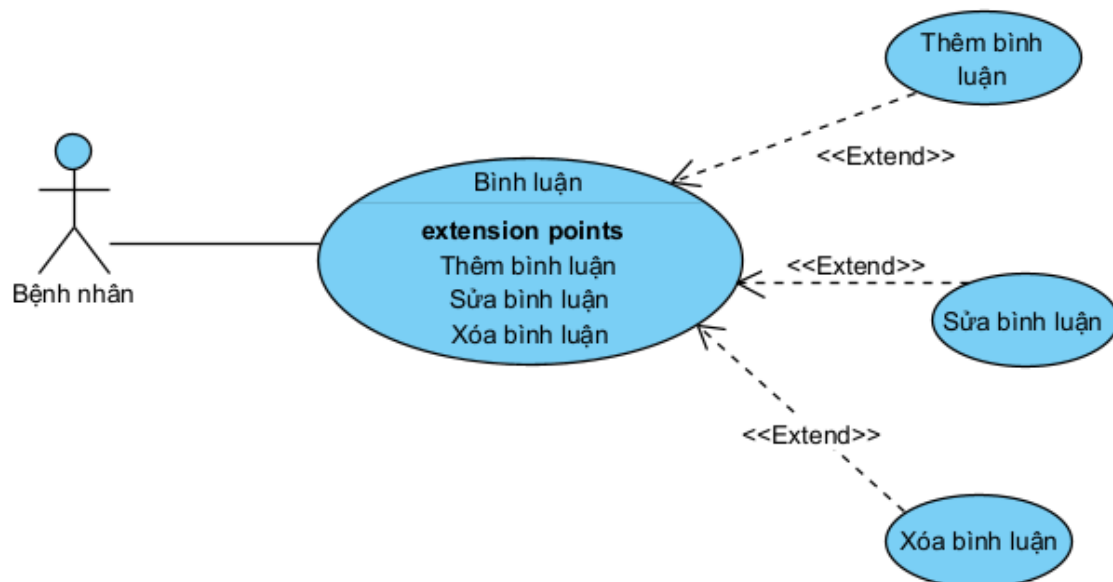 Thêm bình
luận
<<Extend>>
Bình luận
extension points
Thêm bình luận
Sửa bình luận
Xóa bình luận
Bệnh nhân
<<Extend>>
Sửa bình luận
<<Extend>>
Xóa bình luận